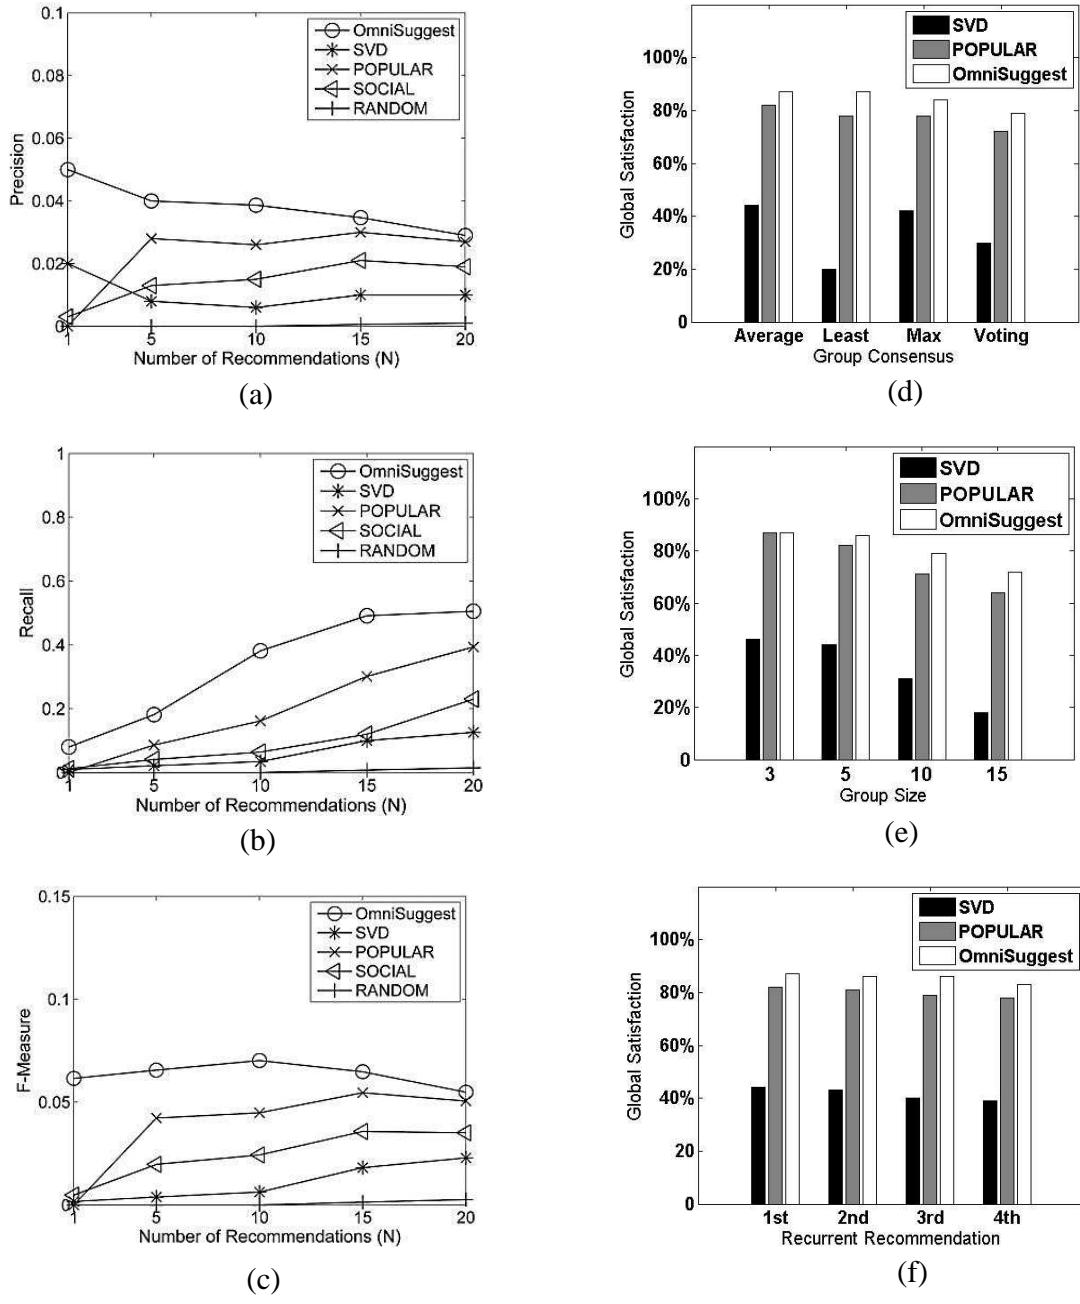 0.1
0.08
0.06
0.04
0.02
0
Precision
OmniSuggest
SVD
POPULAR
SOCIAL
RANDOM
1
5
10
15
20
Number of Recommendations (N)
(a)
SVD
POPULAR
OmniSuggest
100%
80%
60%
40%
20%
0
Global Satisfaction
Average
Least
Max
Voting
Group Consensus
(d)
1
0.8
0.6
0.4
0.2
0
Recall
OmniSuggest
SVD
POPULAR
SOCIAL
RANDOM
1
5
10
15
20
Number of Recommendations (N)
(b)
SVD
POPULAR
OmniSuggest
100%
80%
60%
40%
20%
0
Global Satisfaction
3
5
10
15
Group Size
(e)
0.15
0.1
0.05
0
F-Measure
OmniSuggest
SVD
POPULAR
SOCIAL
RANDOM
1
5
10
15
20
Number of Recommendations (N)
(c)
SVD
POPULAR
OmniSuggest
100%
80%
60%
40%
20
0
Global Satisfaction
1st
2nd
3rd
4th
Recurrent Recommendation
(f)